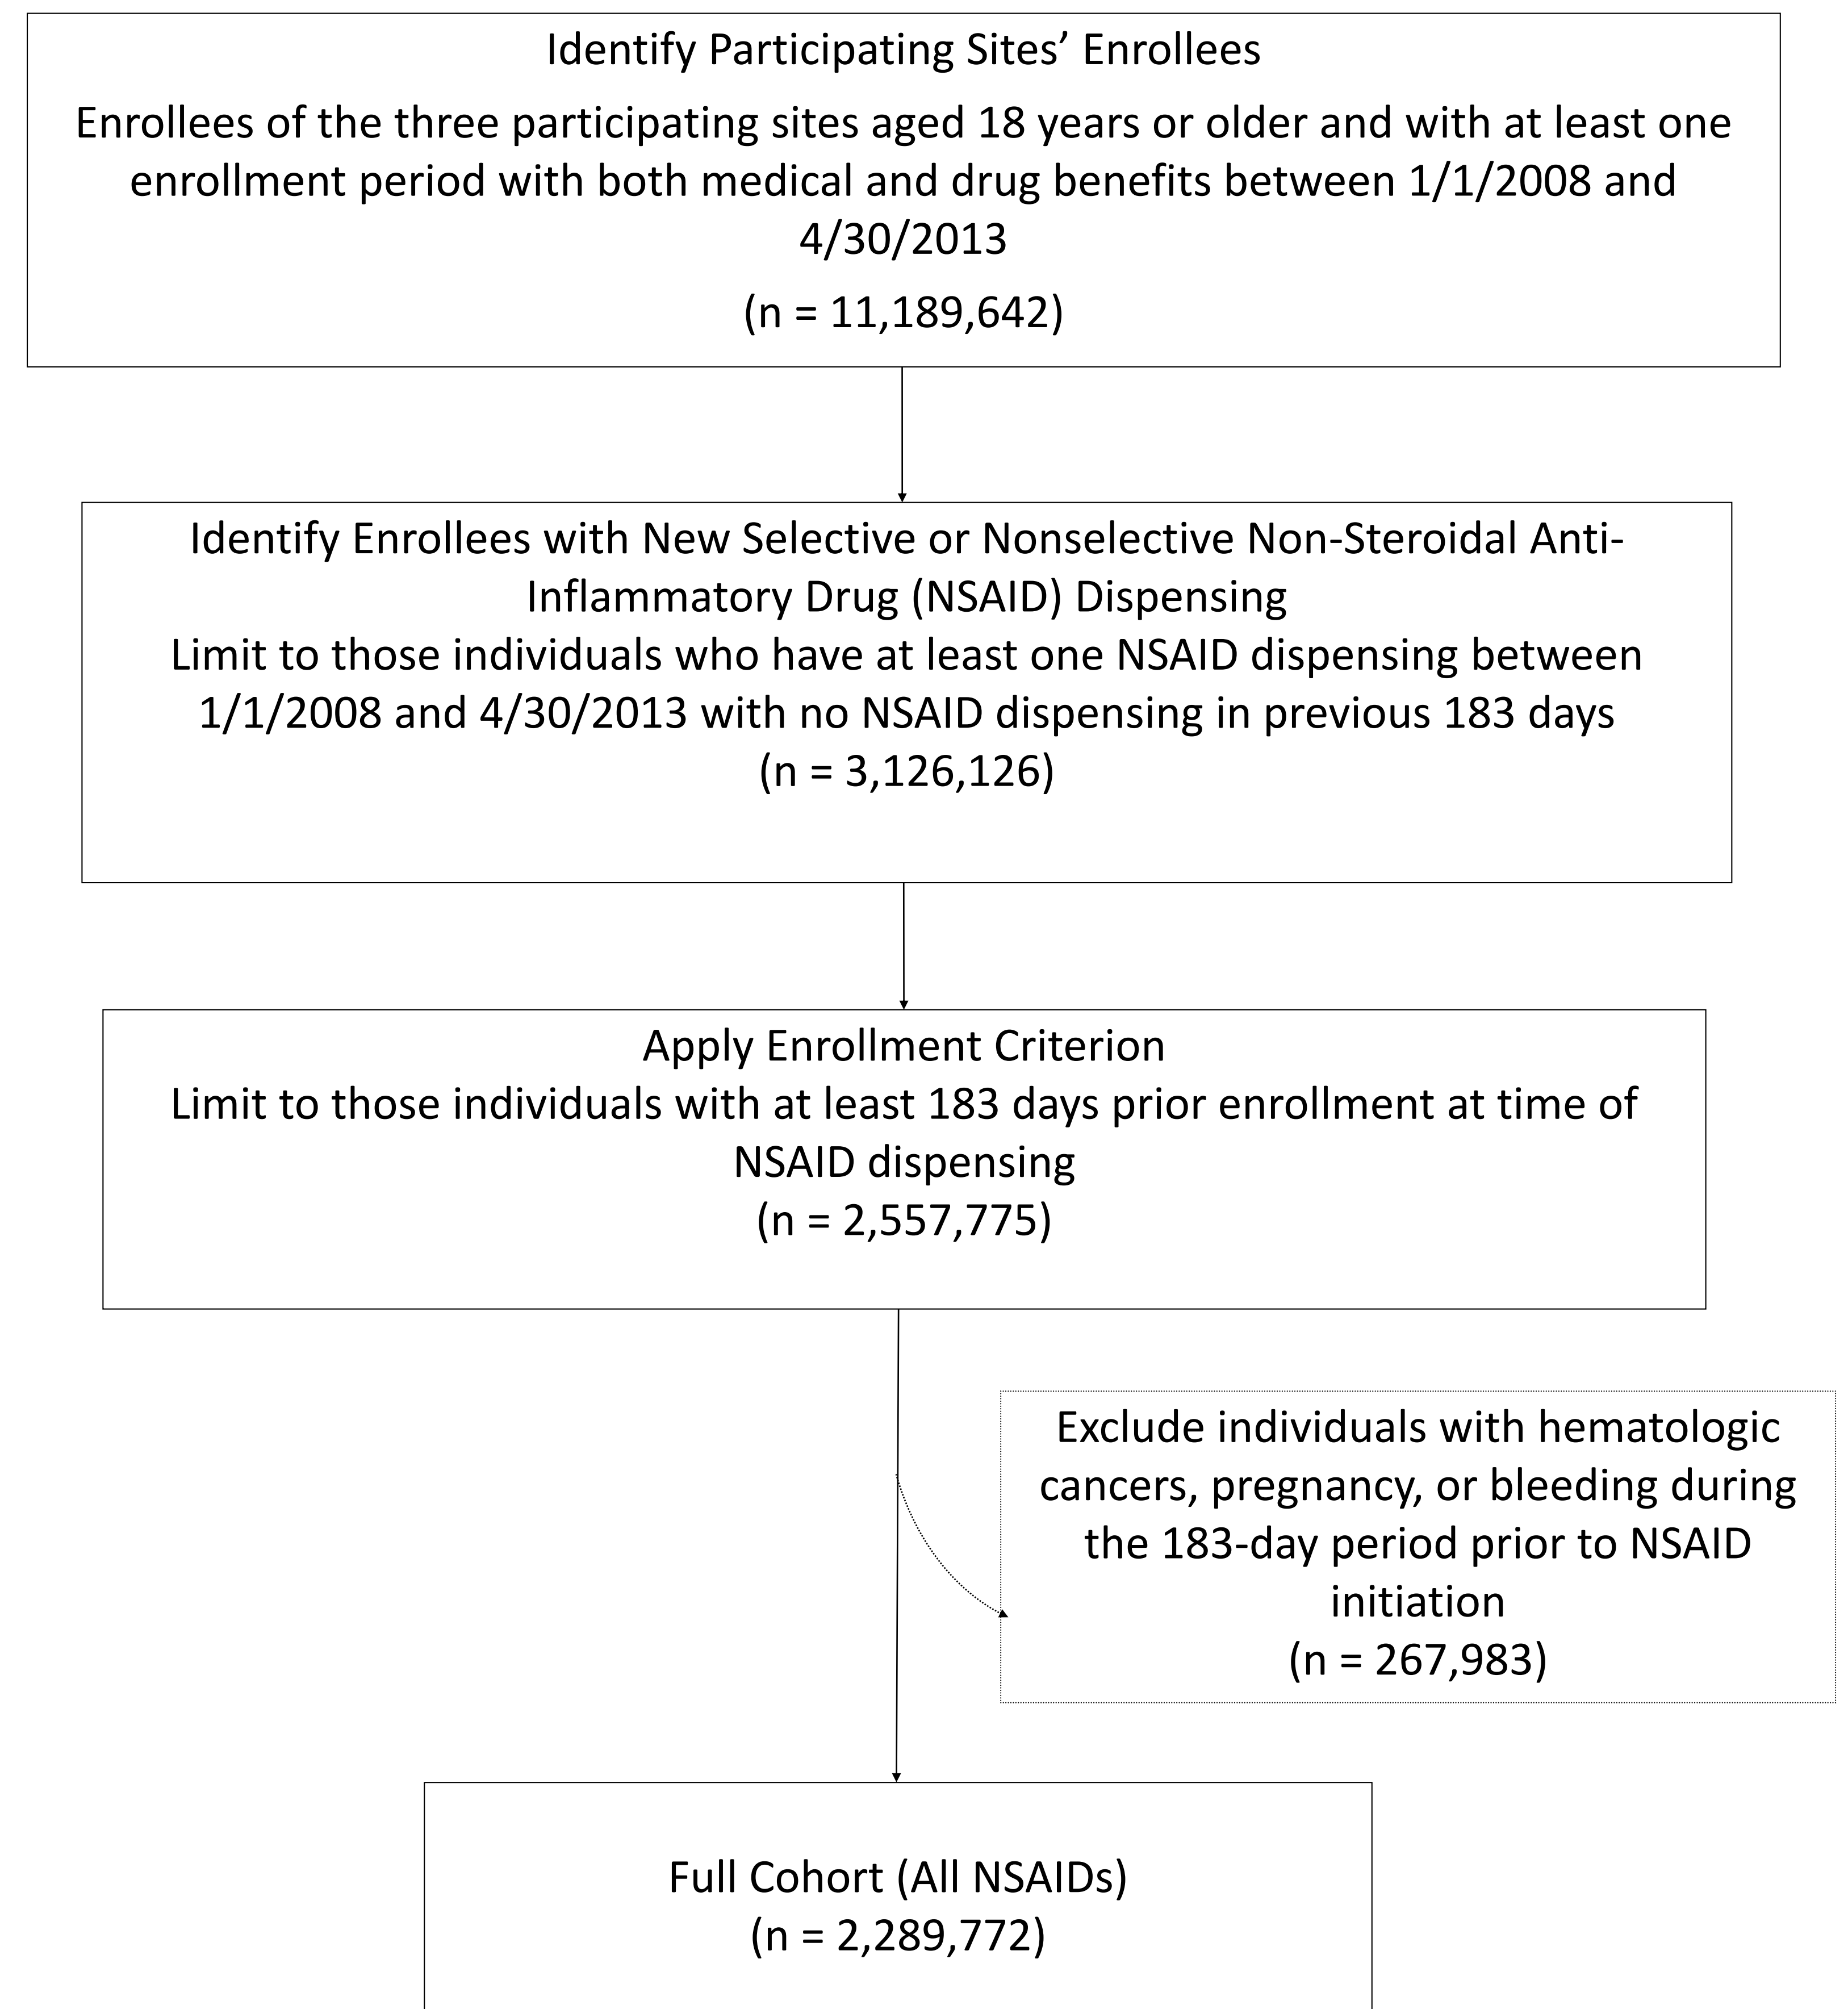 Identify Participating Sites’ Enrollees
Enrollees of the three participating sites aged 18 years or older and with at least one
enrollment period with both medical and drug benefits between 1/1/2008 and
4/30/2013
(n = 11,189,642)
Identify Enrollees with New Selective or Nonselective Non-Steroidal Anti-
Inflammatory Drug (NSAID) Dispensing
Limit to those individuals who have at least one NSAID dispensing between
1/1/2008 and 4/30/2013 with no NSAID dispensing in previous 183 days
(n = 3,126,126)
Apply Enrollment Criterion
Limit to those individuals with at least 183 days prior enrollment at time of
NSAID dispensing
(n = 2,557,775)
Exclude individuals with hematologic
cancers, pregnancy, or bleeding during
the 183-day period prior to NSAID
initiation
(n = 267,983)
Full Cohort (All NSAIDs)
(n = 2,289,772)